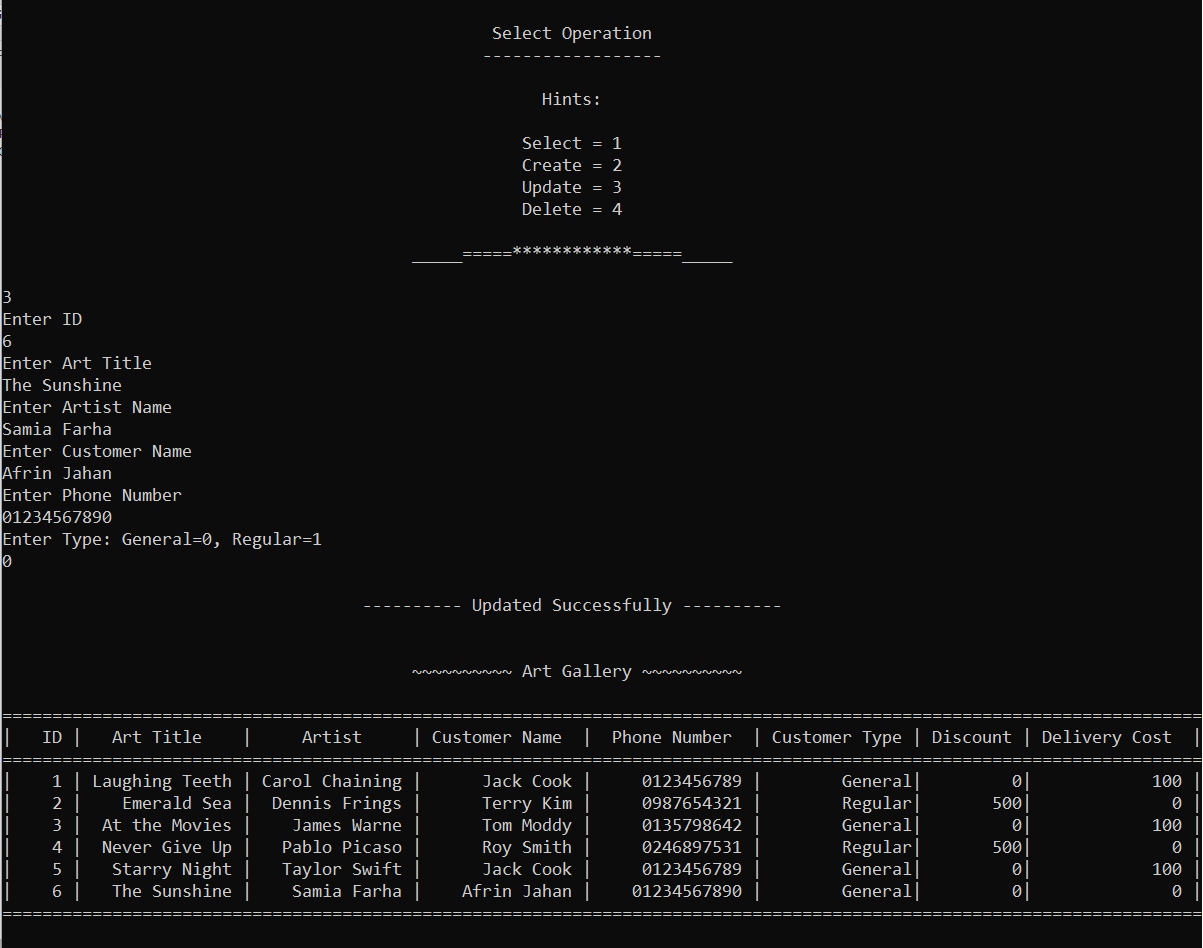 Select Operation
------------------
Hints:
Select = 1
Create = 2
Update = 3
Delete = 4
_____=====************=====_____
3
Enter ID
6
Enter Art Title
The Sunshine
Enter Artist Name
Samia Farha
Enter Customer Name
Afrin Jahan
Enter Phone Number
01234567890
Enter Type: General=0, Regular=1
0
---------- Updated Successfully ----------
~~~~~~~~~~ Art Gallery ~~~~~~~~~~
========================================================================================================================
|   ID |   Art Title    |     Artist     | Customer Name  |  Phone Number  | Customer Type | Discount | Delivery Cost  |
========================================================================================================================
|    1 | Laughing Teeth | Carol Chaining |      Jack Cook |     0123456789 |        General|         0|            100 |
|    2 |    Emerald Sea |  Dennis Frings |      Terry Kim |     0987654321 |        Regular|       500|              0 |
|    3 |  At the Movies |    James Warne |      Tom Moddy |     0135798642 |        General|         0|            100 |
|    4 |  Never Give Up |   Pablo Picaso |      Roy Smith |     0246897531 |        Regular|       500|              0 |
|    5 |   Starry Night |   Taylor Swift |      Jack Cook |     0123456789 |        General|         0|            100 |
|    6 |   The Sunshine |    Samia Farha |    Afrin Jahan |    01234567890 |        General|         0|              0 |
========================================================================================================================